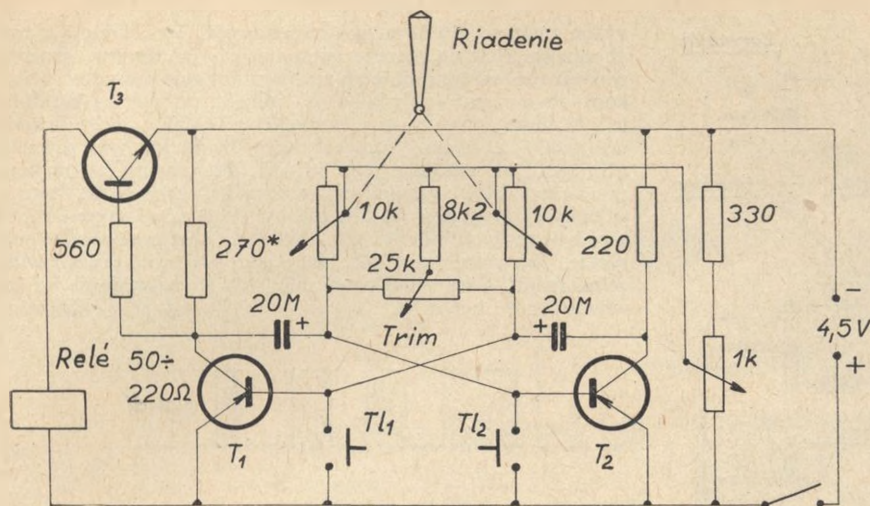 Riadenie
T3
560
270*
10k
8k2
10k
220
330
25k
20M
+
Trim
+
20M
-
4,5V
+
1k
Relé
50÷
220Ω
T1
Tl1
Tl2
T2